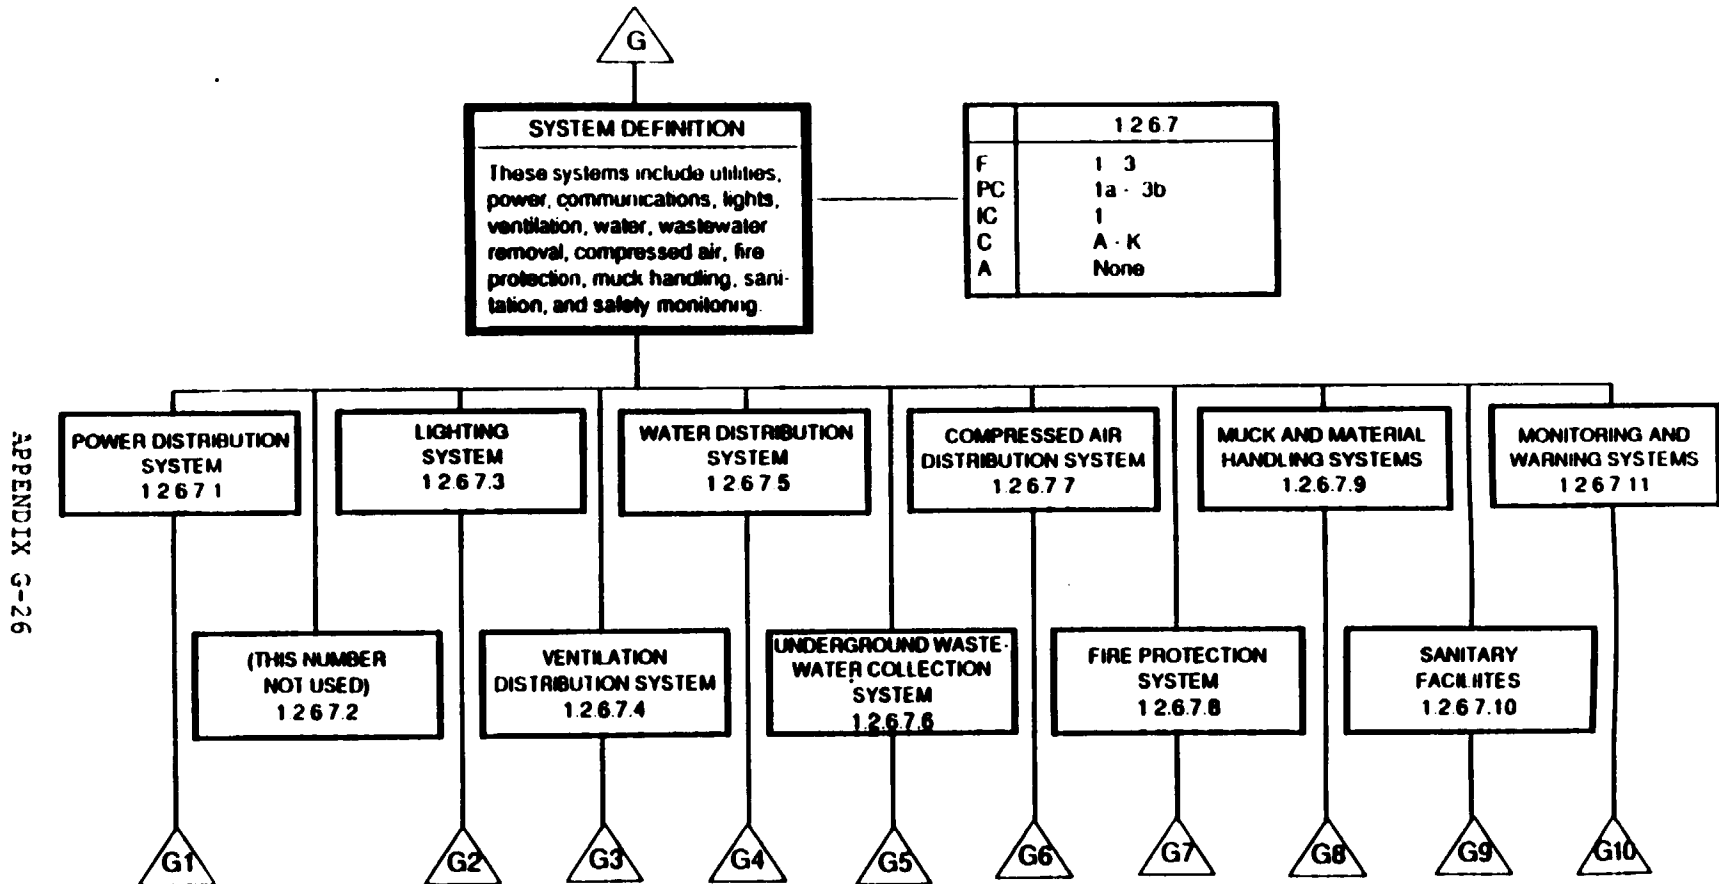 G
SYSTEM DEFINITION
These systems include utilities,
power, communications, lights,
ventilation, water, wastewater
removal, compressed air, fire
protection, muck handling, sani-
tation, and safety monitoring.
1 2 6.7
F 1 3
PC 1a - 3b
IC 1
C A - K
A None
POWER DISTRIBUTION
SYSTEM
1 2 6 7 1
LIGHTING
SYSTEM
1 2.6 7.3
WATER DISTRIBUTION
SYSTEM
1 2.6 7 5
COMPRESSED AIR
DISTRIBUTION SYSTEM
1.2 6.7 7
MUCK AND MATERIAL
HANDLING SYSTEMS
1.2.6.7.9
MONITORING AND
WARNING SYSTEMS
1 2 6 7 11
(THIS NUMBER
NOT USED)
1 2 6 7.2
VENTILATION
DISTRIBUTION SYSTEM
1.2.6.7.4
UNDERGROUND WASTE-
WATER COLLECTION
SYSTEM
1.2.6.7.6
FIRE PROTECTION
SYSTEM
1 2.6.7.8
SANITARY
FACILIITES
1.2.6 7.10
G1
G2
G3
G4
G5
G6
G7
G8
G9
G10
APPENDIX G-26